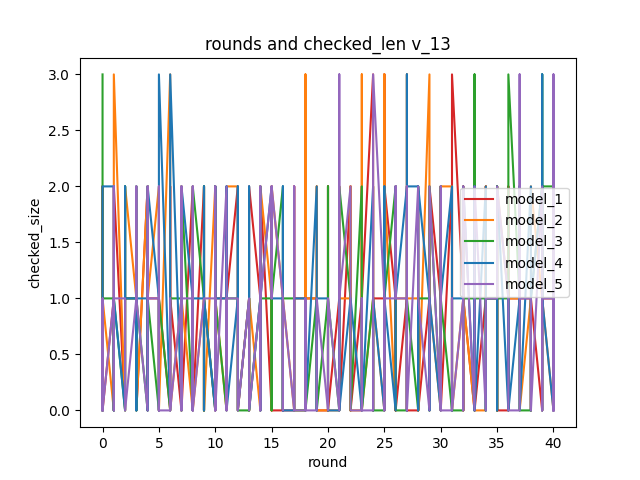 rounds and checked_len v_13
checked_size
3.0
2.5
2.0
1.5
1.0
0.5
0.0
model_1
model_2
model_3
model_4
model_5
0 5 10 15 20 25 30 35 40
round